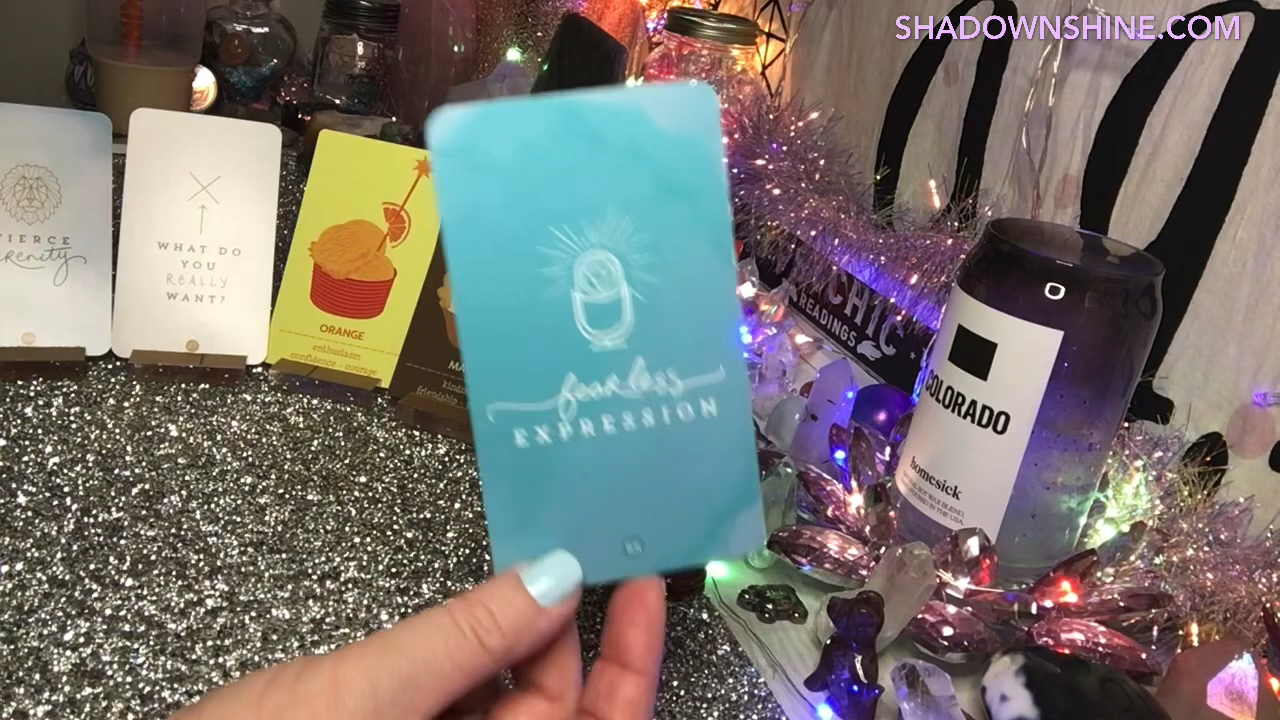 SHADOWNSHINE.COM
FIERCE
serenity
WHAT DO
YOU
REALLY
WANT?
ORANGE
enthusiasm
confidence - courage
fearless
EXPRESSION
READINGS
COLORADO
homesick